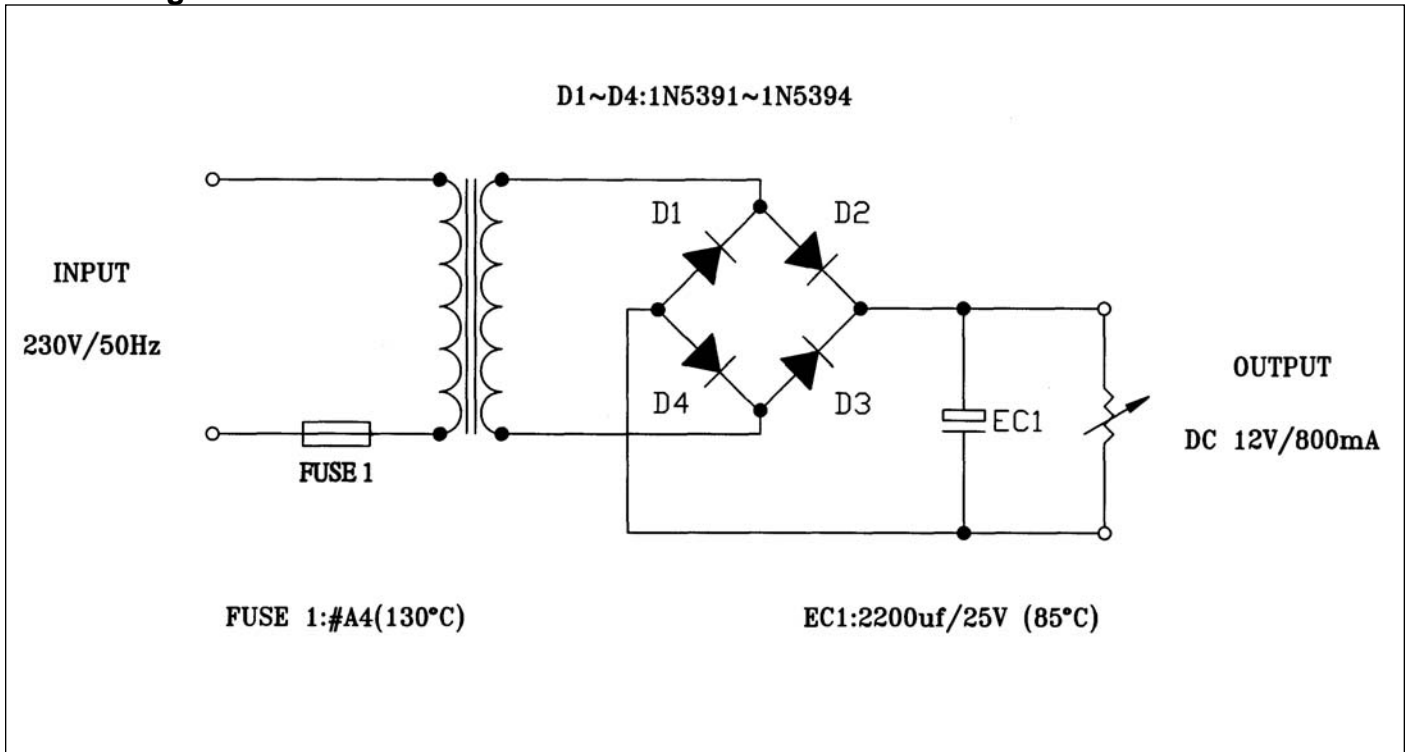 D1~D4:1N5391~1N5394
D1
D2
INPUT
230V/50Hz
OUTPUT
D4
D3
EC1
DC 12V/800mA
FUSE 1
FUSE 1:#A4(130°C)
EC1:2200uf/25V (85°C)